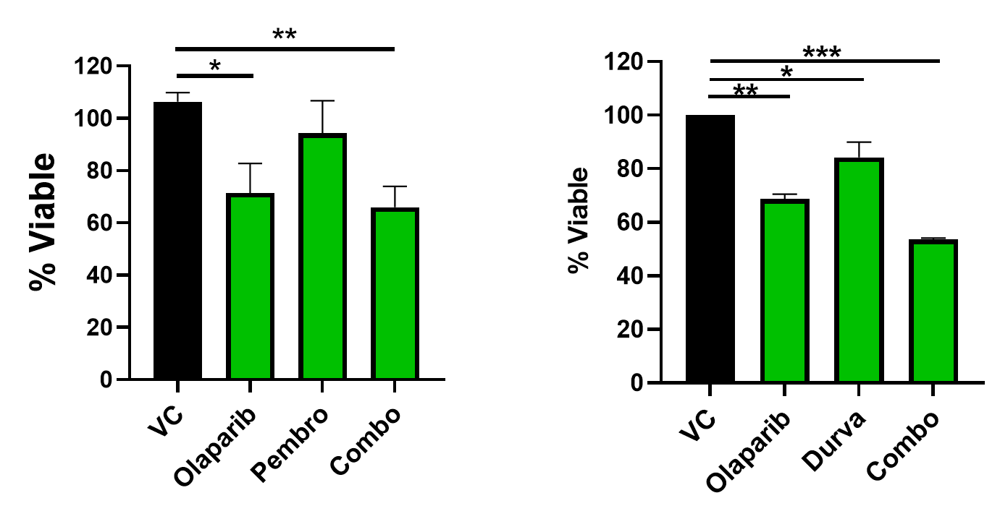 **
*
120
100
80
60
40
20
0
% Viable
VC
Olaparib
Pembro
Combo
***
*
**
120
100
80
60
40
20
0
% Viable
VC
Olaparib
Durva
Combo